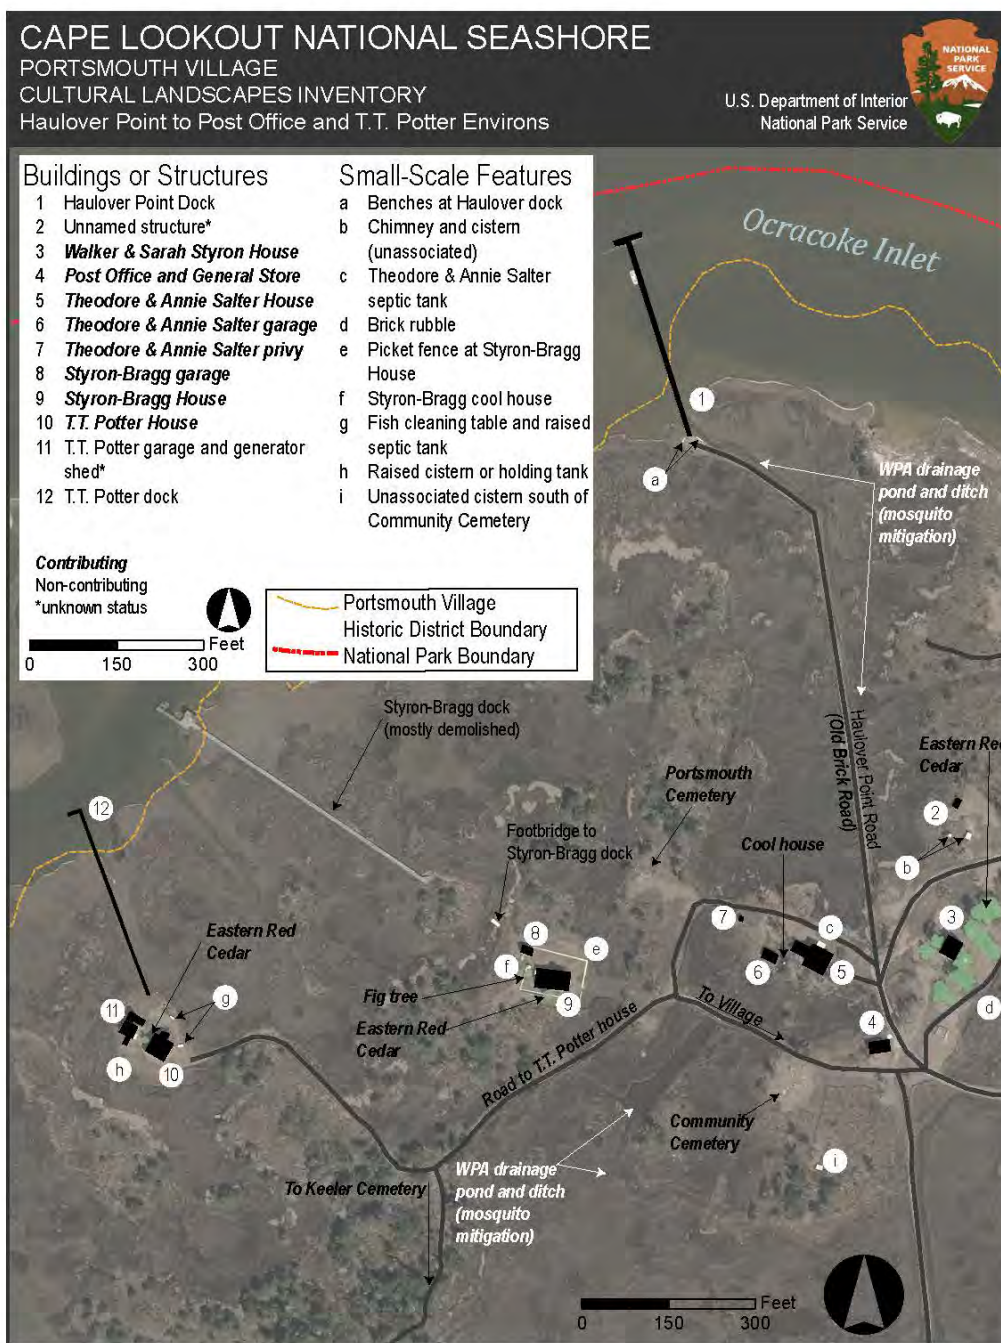 CAPE LOOKOUT NATIONAL SEASHORE
PORTSMOUTH VILLAGE
CULTURAL LANDSCAPES INVENTORY
Haulover Point to Post Office and T.T. Potter Environs
U.S. Department of Interior
National Park Service
NATIONAL
PARK
SERVICE
Buildings or Structures
1 Haulover Point Dock
2 Unnamed structure*
3 Walker & Sarah Styron House
4 Post Office and General Store
5 Theodore & Annie Salter House
6 Theodore & Annie Salter garage
7 Theodore & Annie Salter privy
8 Styron-Bragg garage
9 Styron-Bragg House
10 T.T. Potter House
11 T.T. Potter garage and generator
shed*
12 T.T. Potter dock
Small-Scale Features
a Benches at Haulover dock
b Chimney and cistern
(unassociated)
c Theodore & Annie Salter
septic tank
d Brick rubble
e Picket fence at Styron-Bragg
House
f Styron-Bragg cool house
g Fish cleaning table and raised
septic tank
h Raised cistern or holding tank
i Unassociated cistern south of
Community Cemetery
Contributing
Non-contributing
*unknown status
Feet
0 150 300
Portsmouth Village
Historic District Boundary
National Park Boundary
Ocracoke Inlet
1
a
WPA drainage
pond and ditch
(mosquito
mitigation)
Styron-Bragg dock
(mostly demolished)
Haulover Point Road
(Old Brick Road)
Eastern Red
Cedar
Portsmouth
Cemetery
12
2
Footbridge to
Styron-Bragg dock
Cool house
b
Eastern Red
Cedar
7
c
3
8
e
f
6
5
g
Fig tree
9
To Village
d
11
Eastern Red
Cedar
4
h
10
Road to T.T. Potter house
Community
Cemetery
WPA drainage
pond and ditch
(mosquito
mitigation)
i
To Keeler Cemetery
Feet
0 150 300